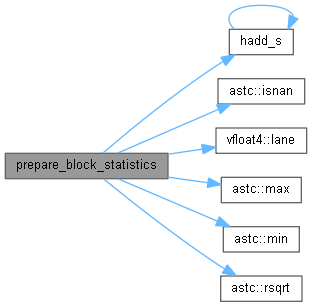 hadd_s
astc::isnan
vfloat4::lane
prepare_block_statistics
astc::max
astc::min
astc::rsqrt